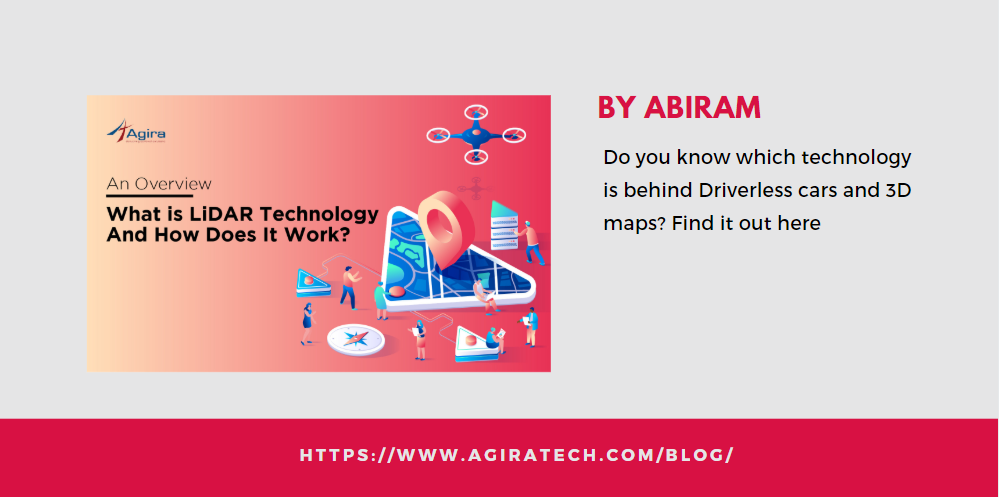 Agira
An Overview
What is LiDAR Technology
And How Does It Work?
BY ABIRAM
Do you know which technology
is behind Driverless cars and 3D
maps? Find it out here
HTTPS://WWW.AGIRATECH.COM/BLOG/